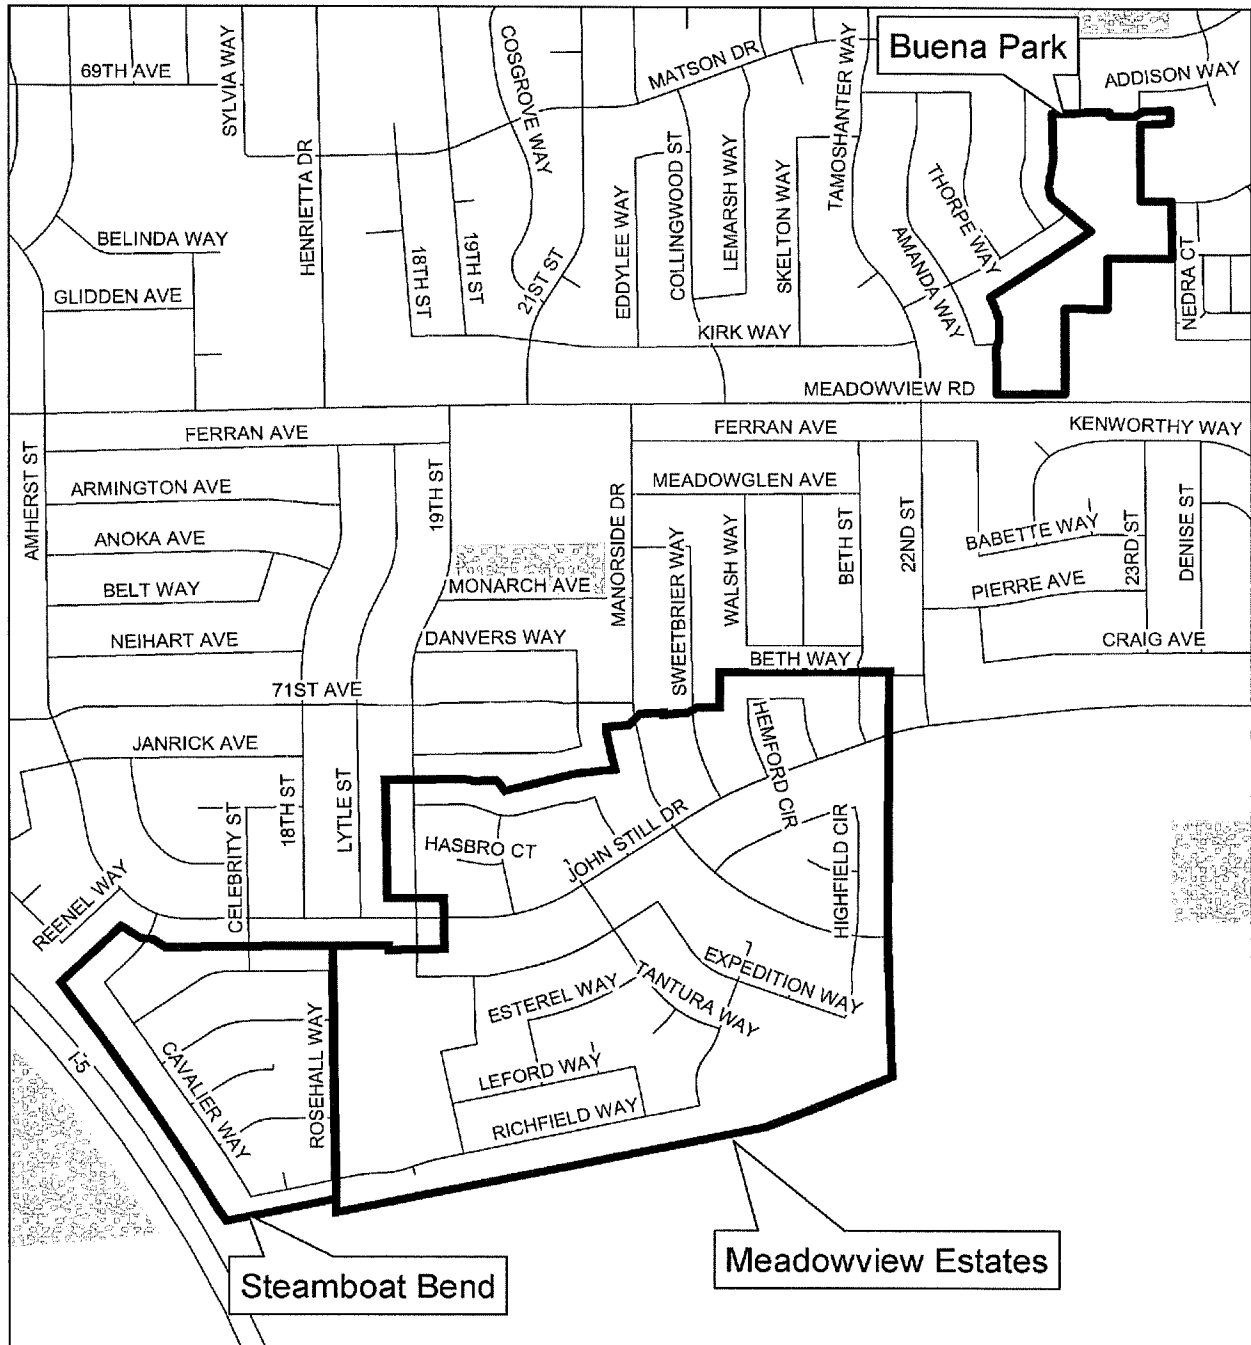 Buena Park
69TH AVE
SYLVIA WAY
HENRIETTA DR
COSGROVE WAY
MATSON DR
TAMOSHANTER WAY
ADDISON WAY
BELINDA WAY
GLIDDEN AVE
18TH ST
19TH ST
21ST ST
EDDYLEE WAY
COLLINGWOOD ST
LEMARSH WAY
SKELTON WAY
THORPE WAY
AMANDA WAY
NEDRA CT
KIRK WAY
MEADOWVIEW RD
AMHERST ST
FERRAN AVE
FERRAN AVE
KENWORTHY WAY
ARMINGTON AVE
19TH ST
MANORSIDE DR
MEADOWGLEN AVE
BETH ST
22ND ST
ANOKA AVE
BABETTE WAY
23RD ST
DENISE ST
BELT WAY
MONARCH AVE
SWEETBRIER WAY
WALSH WAY
PIERRE AVE
NEIHART AVE
DANVERS WAY
BETH WAY
CRAIG AVE
71ST AVE
JANRICK AVE
HEMFORD CIR
18TH ST
LYTLE ST
CELEBRITY ST
HASBRO CT
JOHN STILL DR
HIGHFIELD CIR
REENEL WAY
EXPEDITION WAY
TANTURA WAY
ESTEREL WAY
ROSEHALL WAY
CAVALIER WAY
I-5
LEFORD WAY
RICHFIELD WAY
Meadowview Estates
Steamboat Bend